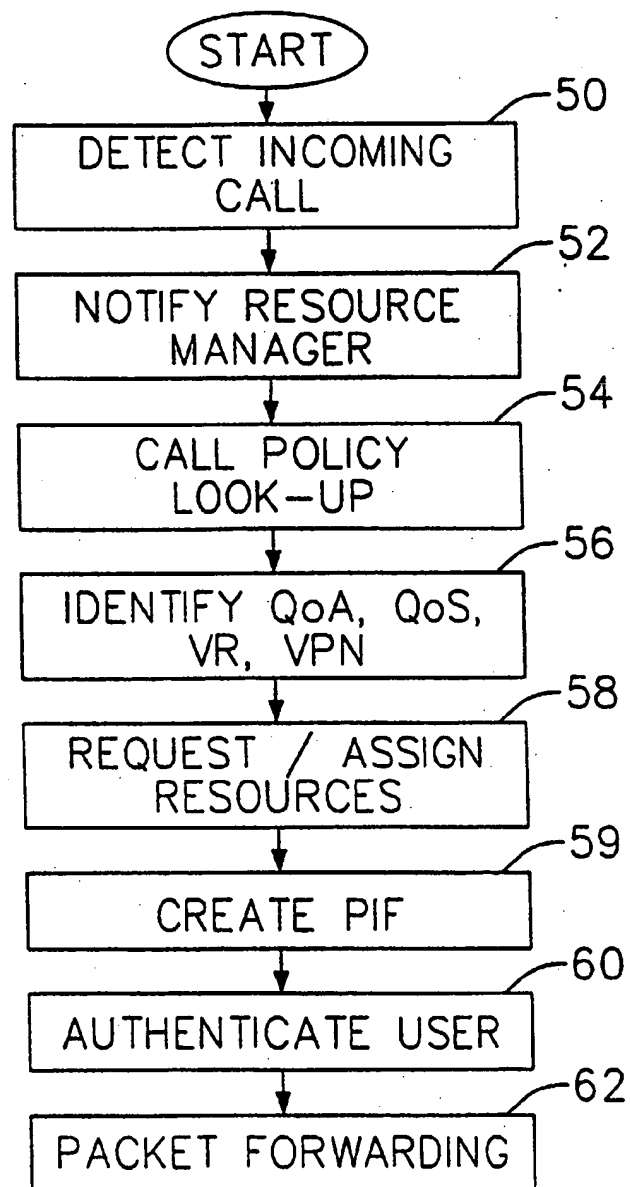 START
50
DETECT INCOMING
CALL
52
NOTIFY RESOURCE
MANAGER
54
CALL POLICY
LOOK-UP
56
IDENTIFY QoA, QoS,
VR, VPN
58
REQUEST / ASSIGN
RESOURCES
59
CREATE PIF
60
AUTHENTICATE USER
62
PACKET FORWARDING